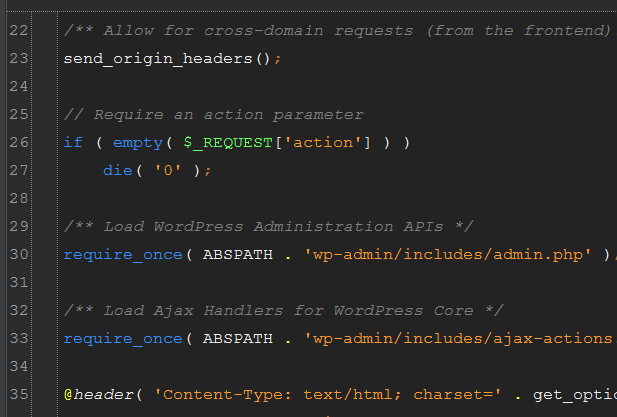 22 /** Allow for cross-domain requests (from the frontend)
23 send_origin_headers();
24
25 // Require an action parameter
26 if ( empty( $_REQUEST['action'] ) )
27 die( '0' );
28
29 /** Load WordPress Administration APIs */
30 require_once( ABSPATH . 'wp-admin/includes/admin.php' )
31
32 /** Load Ajax Handlers for WordPress Core */
33 require_once( ABSPATH . 'wp-admin/includes/ajax-actions
34
35 @header( 'Content-Type: text/html; charset=' . get_optio